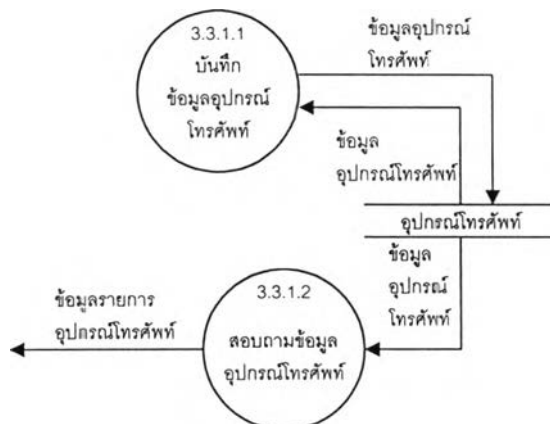 3.3.1.1
บันทึก
ข้อมูลอุปกรณ์
โทรศัพท์
ข้อมูลอุปกรณ์
โทรศัพท์
ข้อมูล
อุปกรณ์โทรศัพท์
อุปกรณ์โทรศัพท์
ข้อมูล
อุปกรณ์
โทรศัพท์
3.3.1.2
สอบถามข้อมูล
อุปกรณ์โทรศัพท์
ข้อมูลรายการ
อุปกรณ์โทรศัพท์